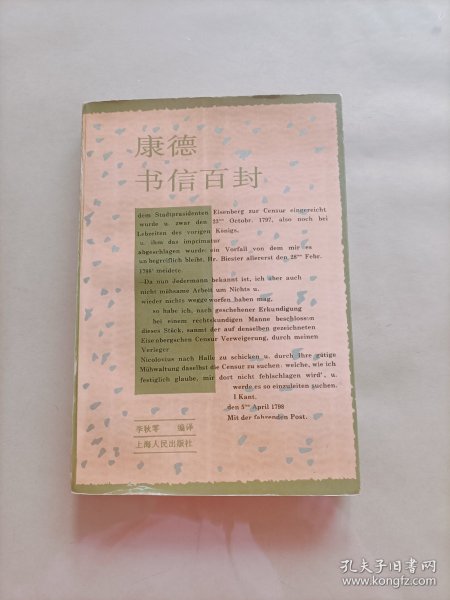 康德
书信百封
dem Stadtpräsidenten Eisenberg zur Censur eingereicht
wurde u. zwar den 23ten Octobr. 1797, also noch bei
Lebzeiten des vorigen Königs,
u. ihm das imprimatur
abgeschlagen wurde; ein Vorfall von dem mir es
un begreiflich bleibt, Hr. Biester allererst den 28ten Febr.
1798 meldete.
—Da nun Jedermann bekannt ist, ich aber auch
nicht mühsame Arbeit um Nichts u.
wieder nichts wegge worfen haben mag,
so habe ich, nach geschehener Erkundigung
bei einem rechtskundigen Manne beschlossen
dieses Stück, sammt der auf denselben gezeichneten
Eisenbergschen Censur Verweigerung, durch meinen
Verleger
Nicolovius nach Halle zu schicken u. durch Ihre gütige
Mühwaltung daselbst die Censur zu suchen: welche, wie ich
festiglich glaube, mir dort nicht fehlschlagen wird', u.
werde es so einzuleiten suchen.
I Kant.
den 5ten April 1798
Mit der fahrenden Post.
李秋零 编译
上海人民出版社
孔夫子旧书网
www.kongfz.com